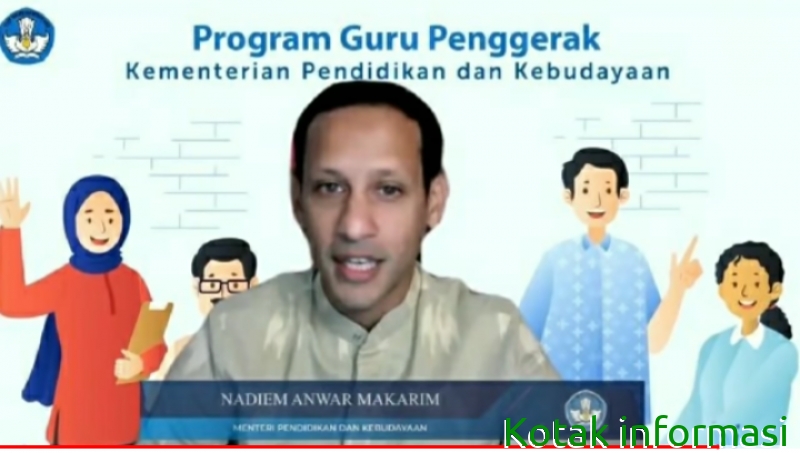 Program Guru Penggerak
Kementerian Pendidikan dan Kebudayaan
NADIEM ANWAR MAKARIM
MENTERI PENDIDIKAN DAN KEBUDAYAAN
Kotak informasi